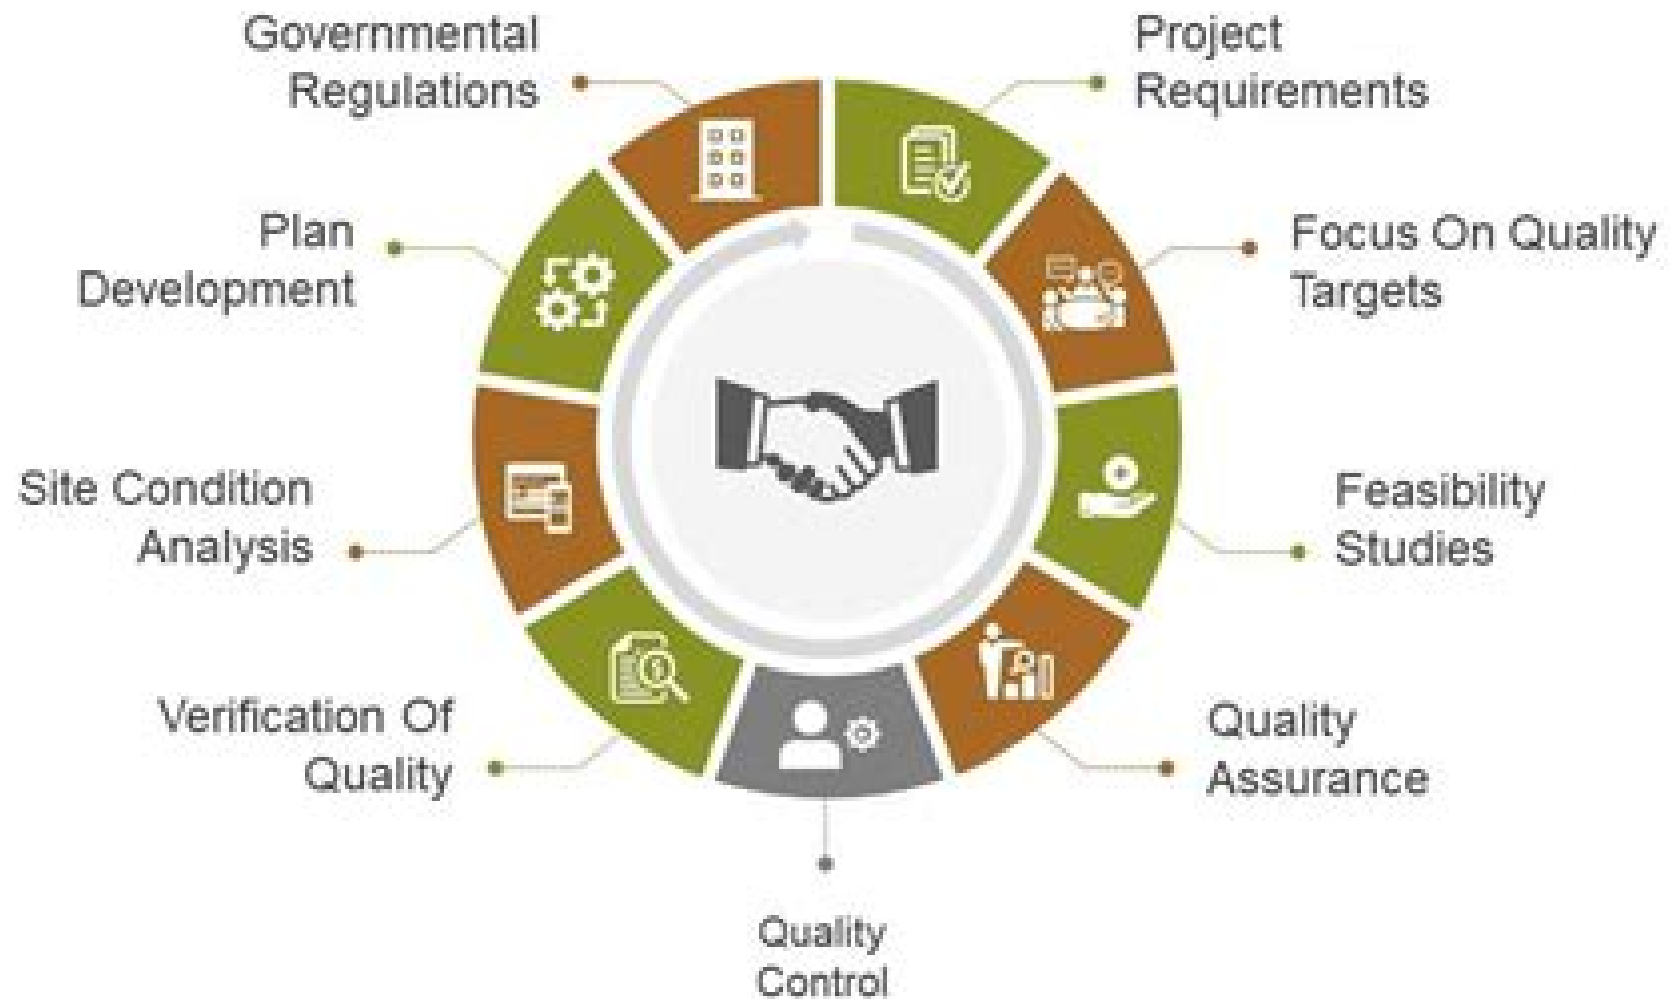 Governmental
Regulations
Project
Requirements
Plan
Development
Focus On Quality
Targets
Site Condition
Analysis
Feasibility
Studies
Verification Of
Quality
Quality
Assurance
Quality
Control